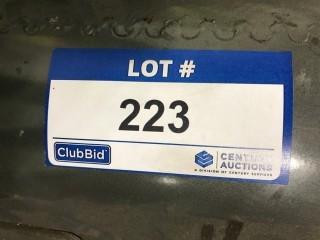 LOT #
223
ClubBid
CENTURY
AUCTIONS
A DIVISION OF CENTURY SERVICES